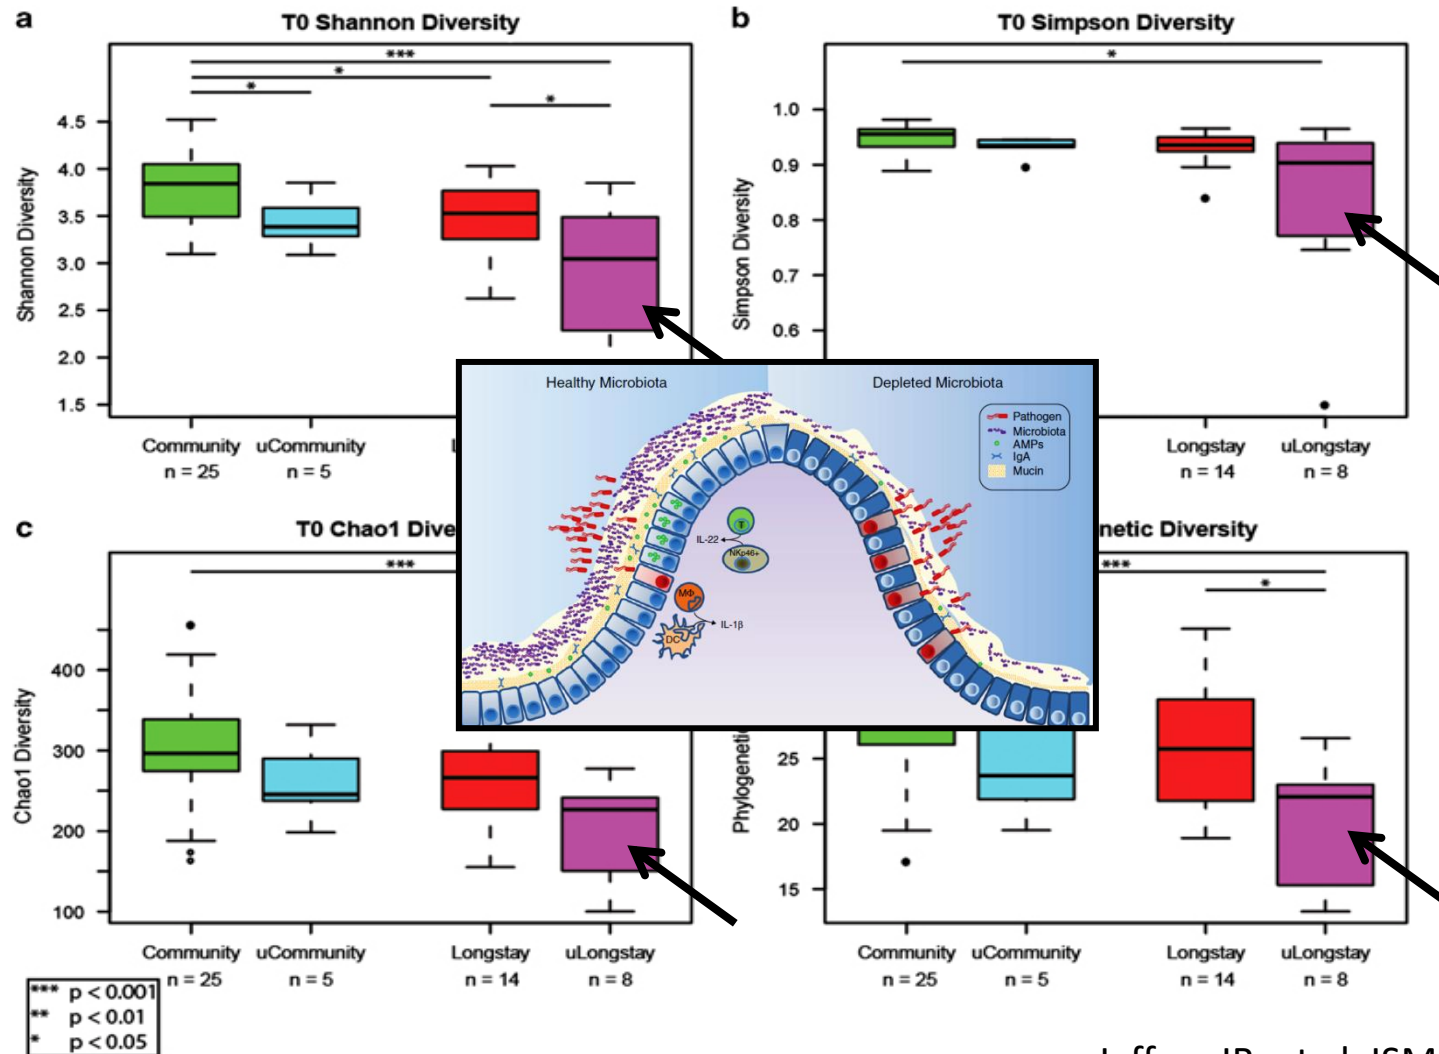 a
T0 Shannon Diversity
***
*
*
*
Shannon Diversity
4.5
4.0
3.5
3.0
2.5
2.0
1.5
Community uCommunity
n = 25 n = 5
b
T0 Simpson Diversity
*
Simpson Diversity
1.0
0.9
0.8
0.7
0.6
Longstay uLongstay
n = 14 n = 8
Healthy Microbiota
Depleted Microbiota
Pathogen
Microbiota
AMPs
IgA
Mucin
T
IL-22
NKp46+
MΦ
IL-1β
DC
c
T0 Chao1
***
Chao1 Diversity
400
300
200
100
Community uCommunity Longstay uLongstay
n = 25 n = 5 n = 14 n = 8
Diversity
***
*
25
20
15
Community uCommunity Longstay uLongstay
n = 25 n = 5 n = 14 n = 8
*** p < 0.001
** p < 0.01
* p < 0.05